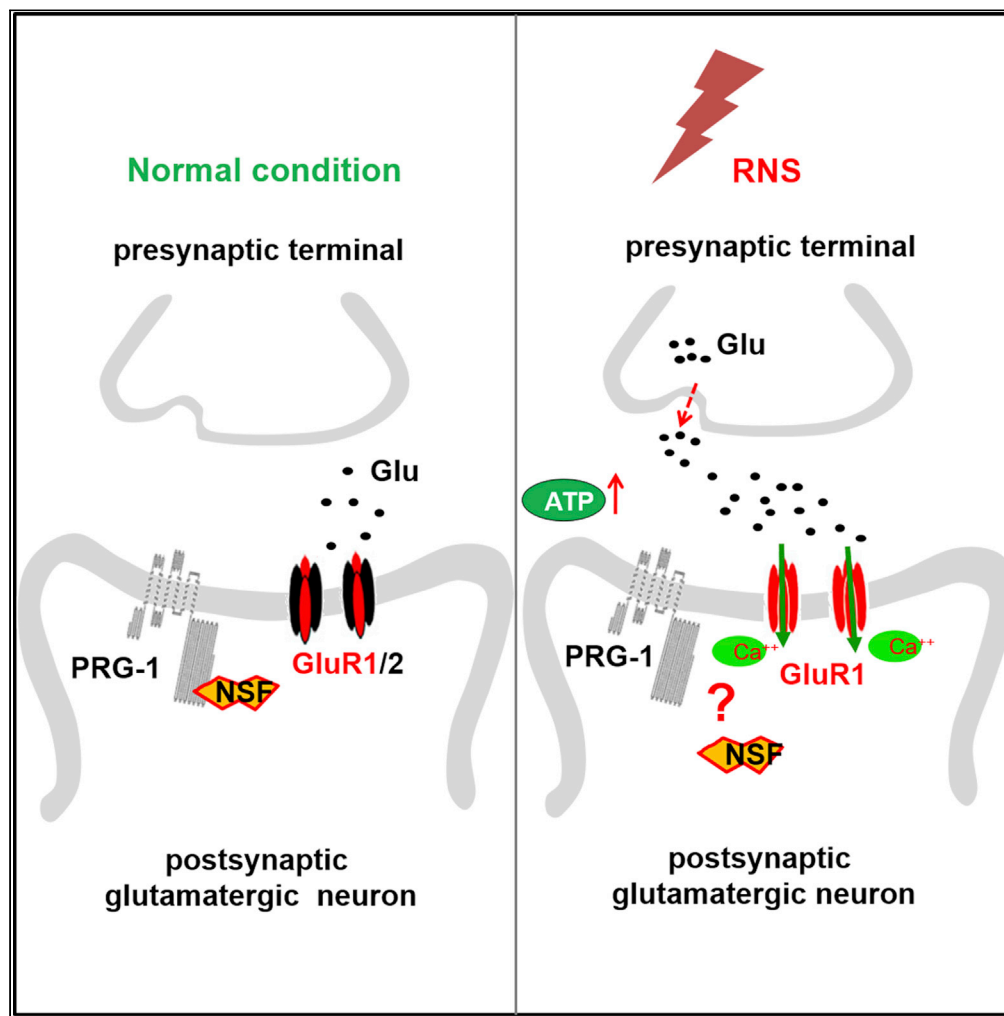 Normal condition
presynaptic terminal
Glu
PRG-1
GluR1/2
NSF
postsynaptic
glutamatergic neuron
RNS
presynaptic terminal
Glu
ATP
PRG-1
Ca++
Ca++
GluR1
?
NSF
postsynaptic
glutamatergic neuron